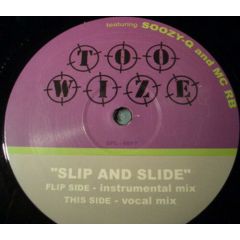 featuring SOOZY-Q and MC RB
TOO
WIZE
"SLIP AND SLIDE"
FLIP SIDE - instrumental mix
THIS SIDE - vocal mix